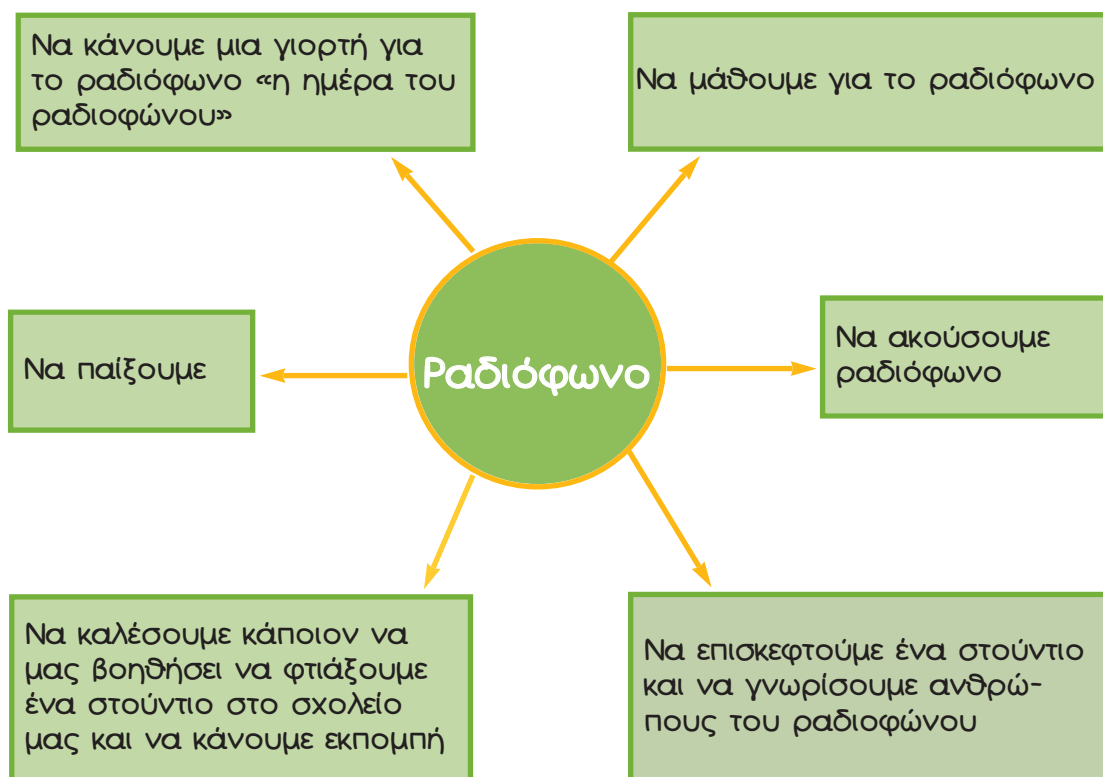 Να κάνουμε μια γιορτή για
το ραδιόφωνο «η ημέρα του
ραδιοφώνου»
Να μάθουμε για το ραδιόφωνο
Να παίξουμε
Ραδιόφωνο
Να ακούσουμε
ραδιόφωνο
Να καλέσουμε κάποιον να
μας βοηθήσει να φτιάξουμε
ένα στούντιο στο σχολείο
μας και να κάνουμε εκπομπή
Να επισκεφτούμε ένα στούντιο
και να γνωρίσουμε ανθρώ-
πους του ραδιοφώνου